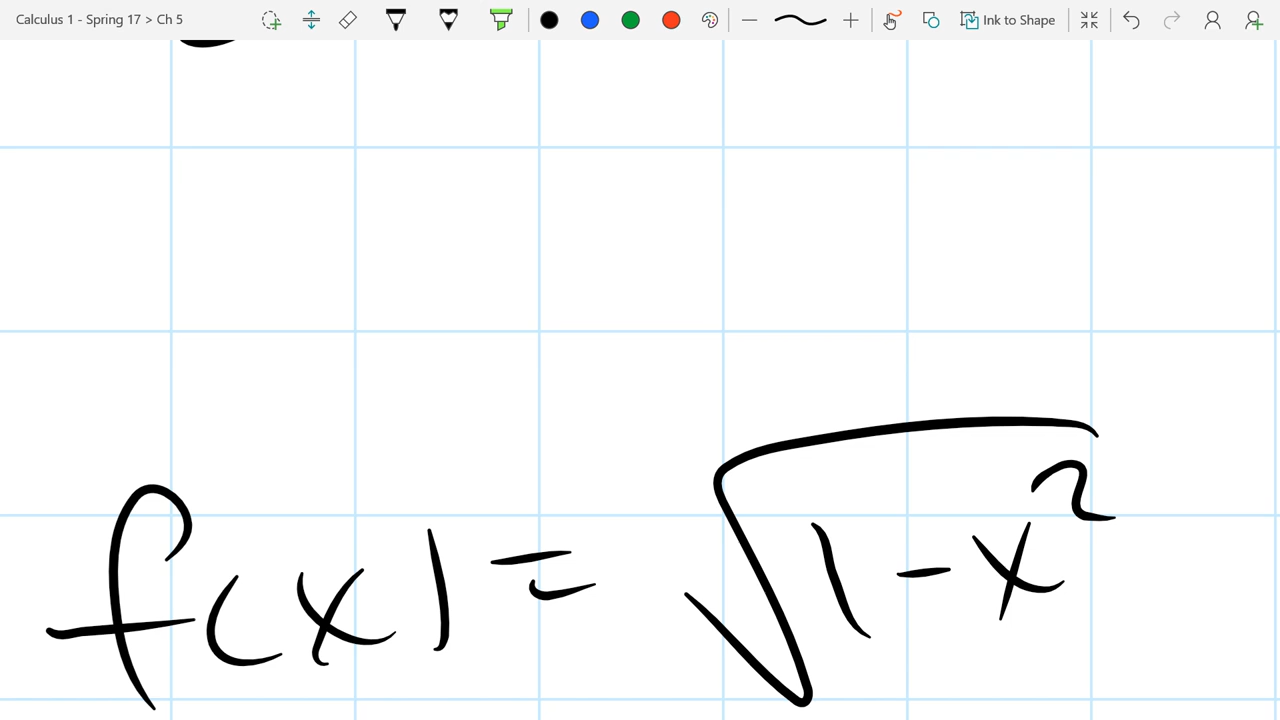 Calculus 1 - Spring 17 > Ch 5
Ink to Shape
f(x) = √(1-x²)